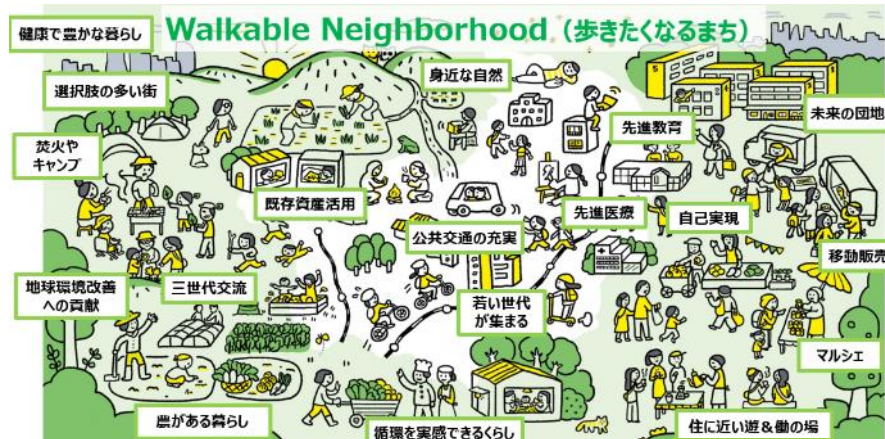 Walkable Neighborhood (歩きたくなるまち)
健康で豊かな暮らし
選択肢の多い街
身近な自然
未来の団地
先進教育
焚火や
キャンプ
既存資産活用
先進医療
自己実現
公共交通の充実
移動販売
地球環境改善
への貢献
三世代交流
若い世代
が集まる
マルシェ
農がある暮らし
循環を実感できるくらし
住に近い遊&働の場